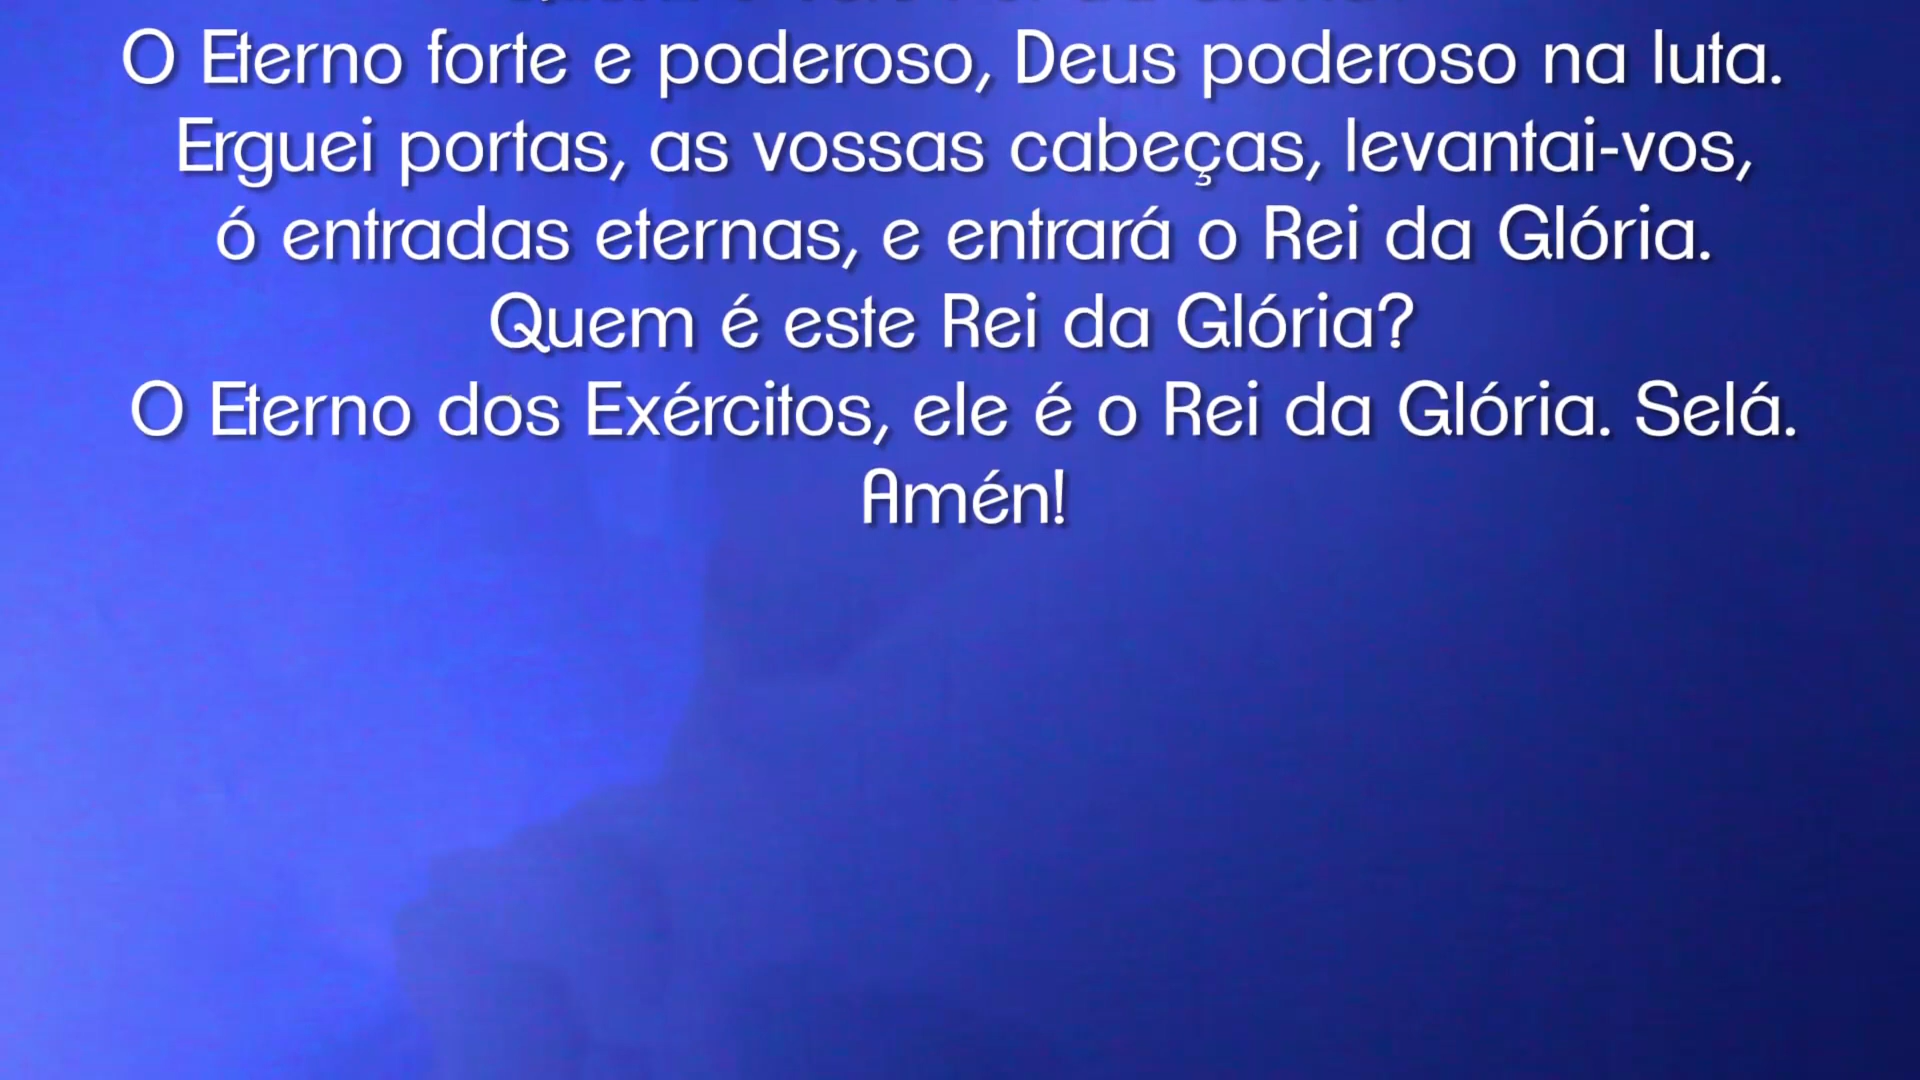 O Eterno forte e poderoso, Deus poderoso na luta.
Erguei portas, as vossas cabeças, levantai-vos,
ó entradas eternas, e entrará o Rei da Glória.
Quem é este Rei da Glória?
O Eterno dos Exércitos, ele é o Rei da Glória. Selá.
Amén!